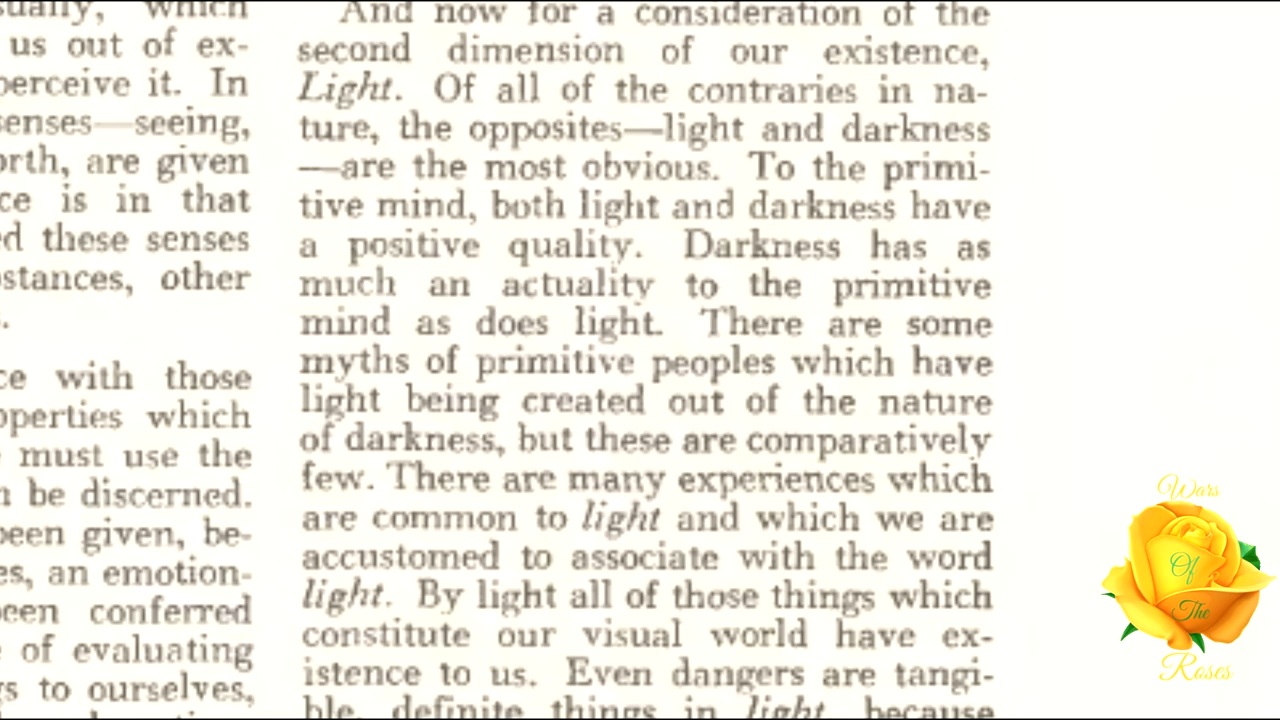 which
us out of ex-
perceive it. In
senses—seeing,
are given
is in that
these senses
other
with those
which
must use the
be discerned.
been given, be-
an emotion-
been conferred
of evaluating
to ourselves,
And now for a consideration of the
second dimension of our existence,
Light. Of all of the contraries in na-
ture, the opposites—light and darkness
—are the most obvious. To the primi-
tive mind, both light and darkness have
a positive quality. Darkness has as
much an actuality to the primitive
mind as does light. There are some
myths of primitive peoples which have
light being created out of the nature
of darkness, but these are comparatively
few. There are many experiences which
are common to light and which we are
accustomed to associate with the word
light. By light all of those things which
constitute our visual world have ex-
istence to us. Even dangers are tangi-
ble, definite things in light because
Wars
Of
The
Roses